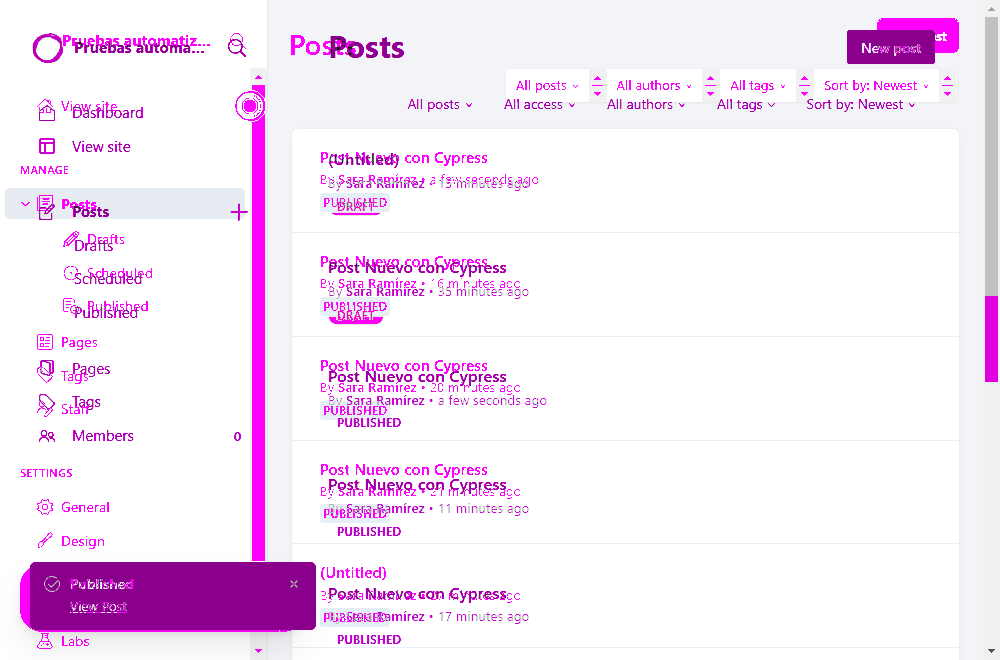 Pruebas automatiz...
Pruebas automa...
View site
Dashboard
View site
MANAGE
Posts
Posts
Drafts
Drafts
Scheduled
Scheduled
Published
Published
Pages
Pages
Tags
Tags
Staff
Members 0
SETTINGS
General
Design
Published
Published
View Post
View Post
Labs
Posts
Posts
New post
All posts All authors All tags Sort by: Newest
All posts All access All authors All tags Sort by: Newest
Post Nuevo con Cypress
(Untitled)
By Sara Ramírez • a few seconds ago
By Sara Ramírez • 15 minutes ago
PUBLISHED
DRAFT
Post Nuevo con Cypress
Post Nuevo con Cypress
By Sara Ramírez • 16 minutes ago
By Sara Ramírez • 35 minutes ago
PUBLISHED
DRAFT
Post Nuevo con Cypress
Post Nuevo con Cypress
By Sara Ramírez • 20 minutes ago
By Sara Ramírez • a few seconds ago
PUBLISHED
PUBLISHED
Post Nuevo con Cypress
Post Nuevo con Cypress
By Sara Ramírez • 21 minutes ago
By Sara Ramírez • 11 minutes ago
PUBLISHED
PUBLISHED
(Untitled)
Post Nuevo con Cypress
By Sara Ramírez • minutes ago
By Sara Ramírez • 17 minutes ago
PUBLISHED
PUBLISHED